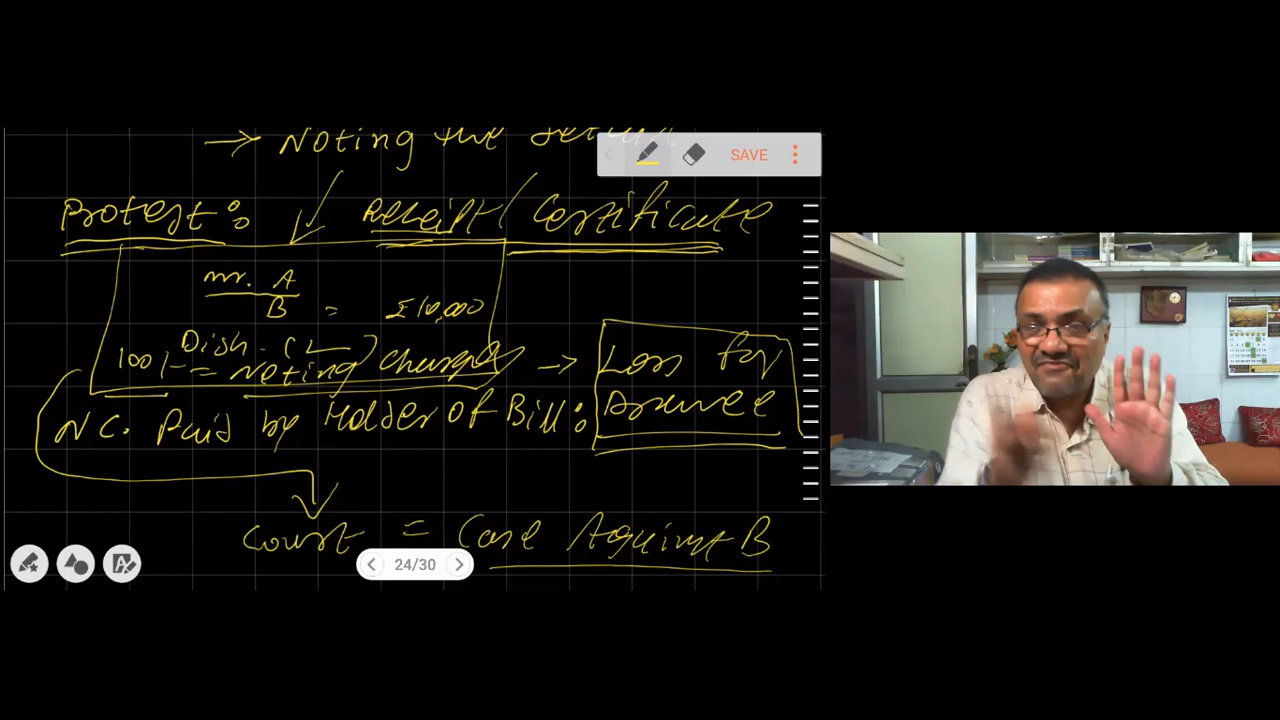 → Noting the
SAVE
Protest: Receipt / Certificate
Mr. A
B = ₹10,000
Dish.
100/- = Noting charges → Loss for
N C. Paid by Holder of Bill: Drawee
Court = Case Against B
24/30